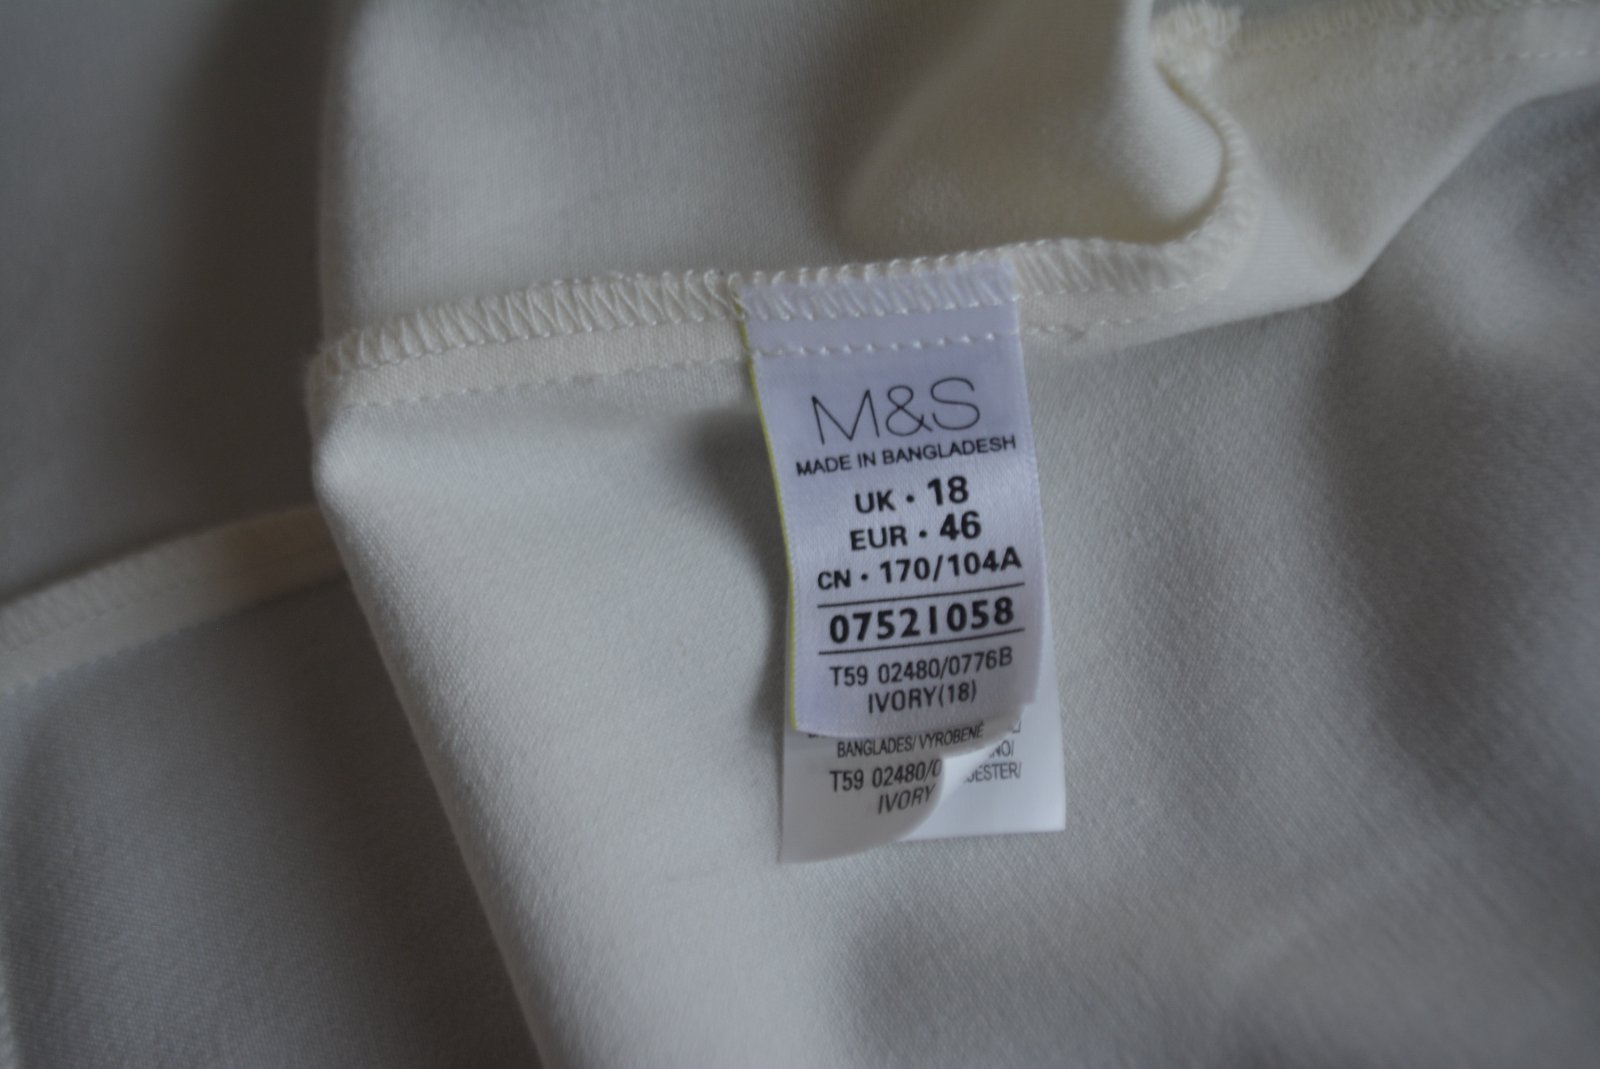 M&S
MADE IN BANGLADESH
UK · 18
EUR · 46
CN · 170/104A
07521058
T59 02480/0776B
IVORY(18)
BANGLADES/ VYROBENÉ
T59 02480/0
IVORY